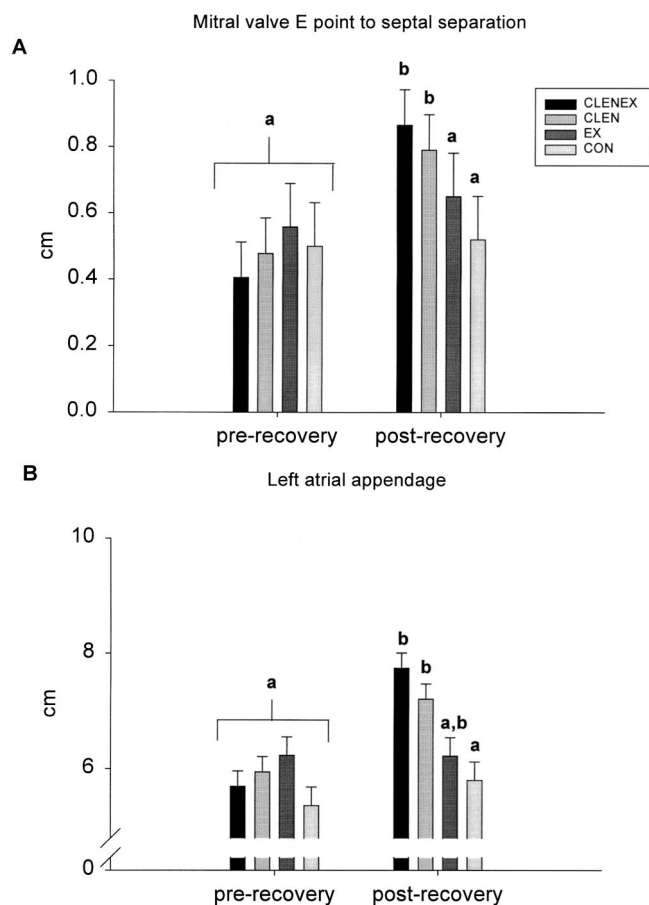 Mitral valve E point to septal separation
A
1.0
0.8
0.6
0.4
0.2
0.0
cm
a
b
b
a
a
CLENEX
CLEN
EX
CON
pre-recovery post-recovery
B
Left atrial appendage
10
8
6
0
cm
a
b
b
a,b
a
pre-recovery post-recovery